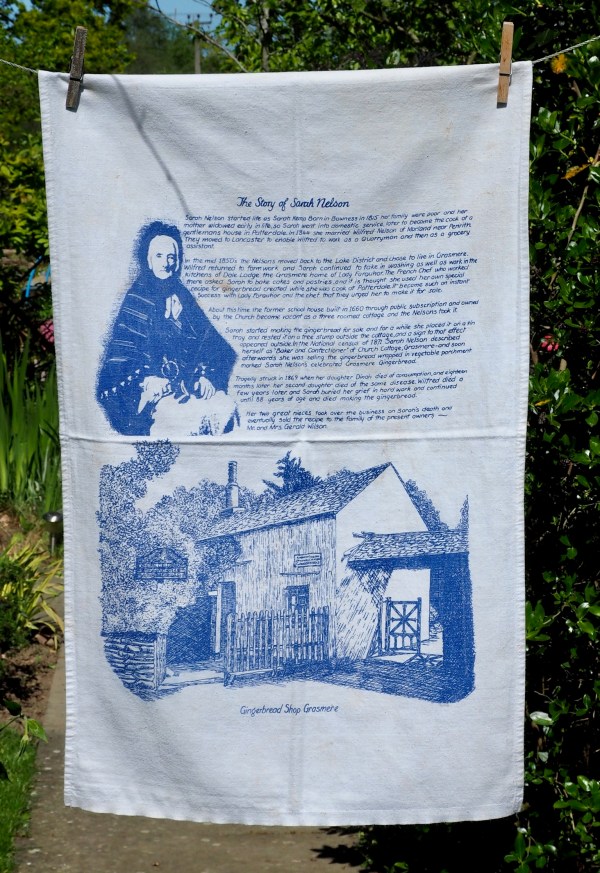 The Story of Sarah Nelson
Sarah Nelson started life as Sarah Kemp. Born in Bowness in 1815 her family were poor and her
mother widowed early in life, so Sarah went into domestic service, later to become the cook of a
gentlemans house in Patterdale. In 1844 she married Wilfred Nelson of Morland near Penrith.
They moved to Lancaster to enable Wilfred to work as a Quarryman and then as a grocery
assistant.
In the mid 1850's the Nelsons moved back to the Lake District and chose to live in Grasmere.
Wilfred returned to farm work and Sarah continued to take in washing as well as work in the
kitchens of Dale Lodge the Grasmere home of Lady Farquhar. The French Chef who worked
there asked Sarah to bake cakes and pastries, and it is thought she used her own special
recipe for gingerbread created while she was cook at Patterdale. It became such an instant
success with Lady Farquhar and the chef that they urged her to make it for sale.
About this time the former school house built in 1660 through public subscription and owned
by the Church became vacant as a three roomed cottage and the Nelsons took it.
Sarah started making the gingerbread for sale and for a while she placed it on a tin
tray and rested it on a tree stump outside the cottage, and a sign to that effect
appeared outside. In the National census of 1871 Sarah described
herself as "Baker and Confectioner" of Church Cottage, Grasmere - and soon
afterwards she was selling the gingerbread wrapped in vegetable parchment
marked Sarah Nelson's celebrated Grasmere Gingerbread.
Tragedy struck in 1869 when her daughter Dinah died of consumption, and eighteen
months later her second daughter died of the same disease. Wilfred died a
few years later and Sarah buried her grief in hard work and continued
until 88 years of age and died making the gingerbread.
Her two great nieces took over the business on Sarah's death and
eventually sold the recipe to the family of the present owners —
Mr. and Mrs. Gerald Wilson.
Gingerbread Shop Grasmere